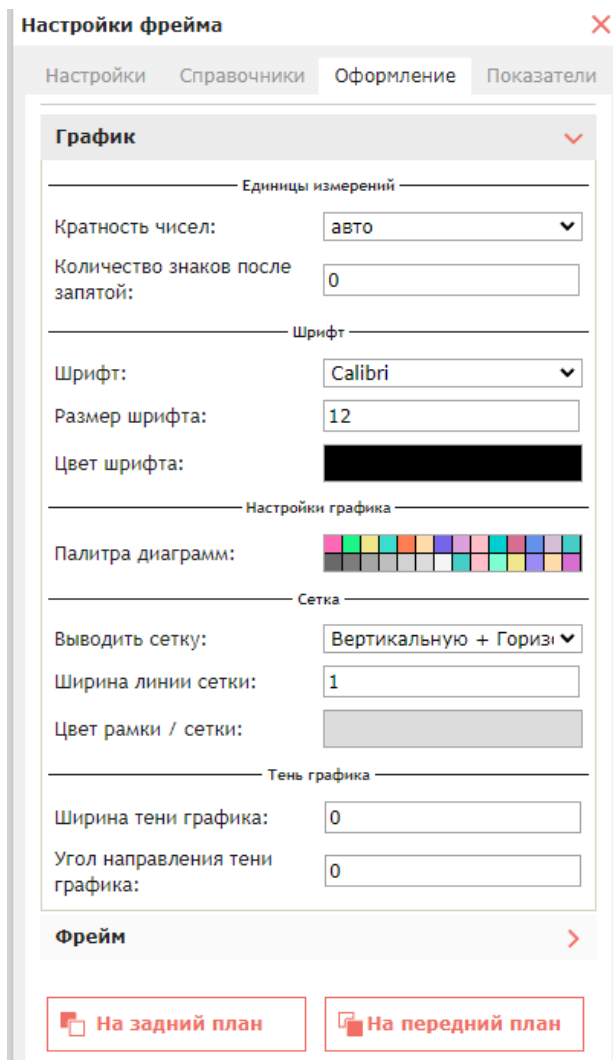 Настройки фрейма
Настройки Справочники Оформление Показатели
График
Единицы измерений
Кратность чисел: авто
Количество знаков после
запятой: 0
Шрифт
Шрифт: Calibri
Размер шрифта: 12
Цвет шрифта:
Настройки графика
Палитра диаграмм:
Сетка
Выводить сетку: Вертикальную + Горизо
Ширина линии сетки: 1
Цвет рамки / сетки:
Тень графика
Ширина тени графика: 0
Угол направления тени
графика: 0
Фрейм
На задний план На передний план